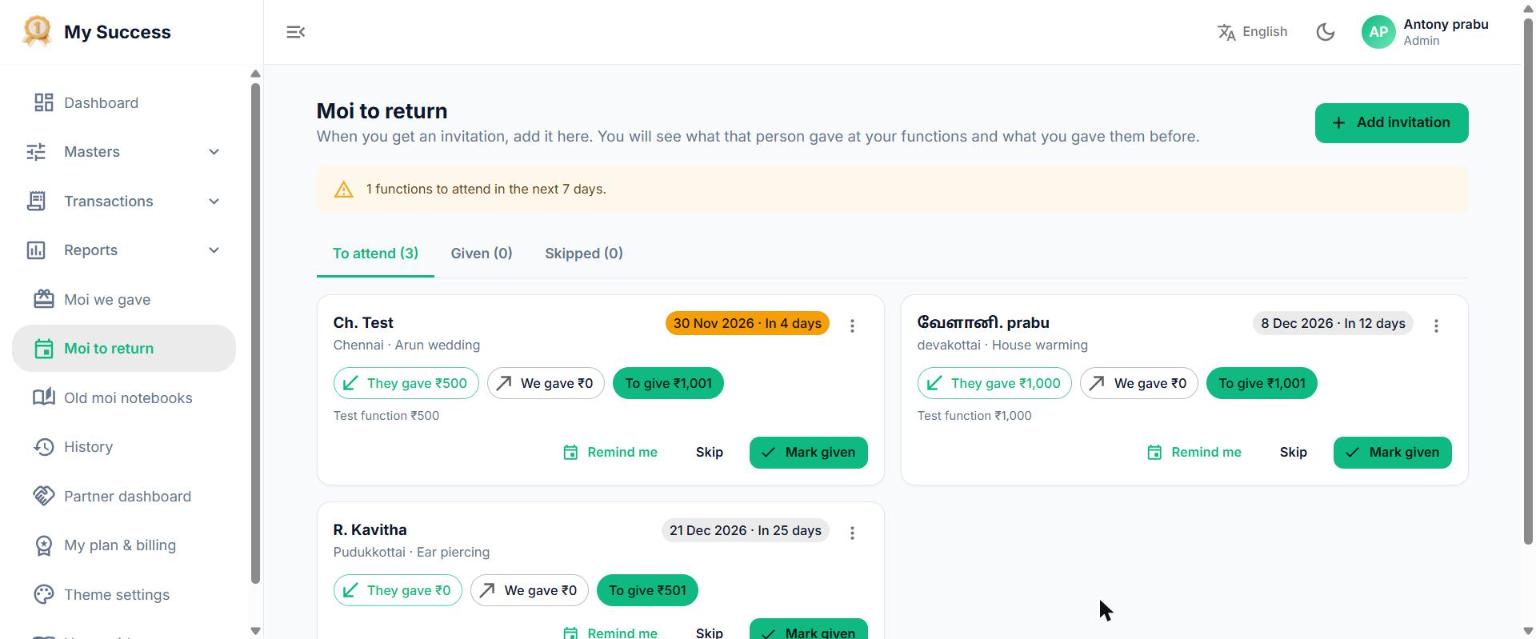 My Success
English
AP
Antony prabu
Admin
Dashboard
Masters
Transactions
Reports
Moi we gave
Moi to return
Old moi notebooks
History
Partner dashboard
My plan & billing
Theme settings
Moi to return
When you get an invitation, add it here. You will see what that person gave at your functions and what you gave them before.
+ Add invitation
1 functions to attend in the next 7 days.
To attend (3) Given (0) Skipped (0)
Ch. Test
30 Nov 2026 · In 4 days
Chennai · Arun wedding
They gave ₹500 We gave ₹0 To give ₹1,001
Test function ₹500
Remind me Skip Mark given
வேளானி. prabu
8 Dec 2026 · In 12 days
devakottai · House warming
They gave ₹1,000 We gave ₹0 To give ₹1,001
Test function ₹1,000
Remind me Skip Mark given
R. Kavitha
21 Dec 2026 · In 25 days
Pudukkottai · Ear piercing
They gave ₹0 We gave ₹0 To give ₹501
Remind me Skip Mark given